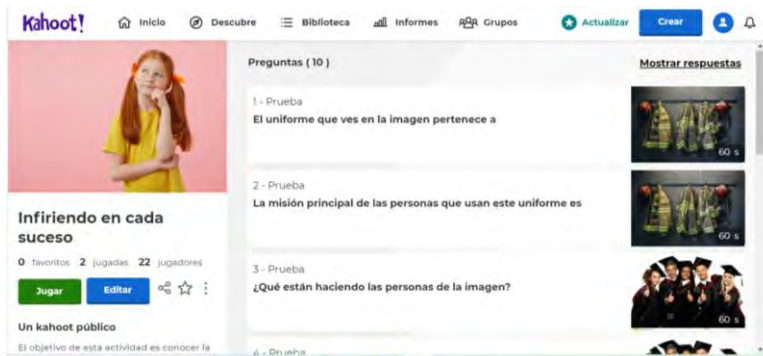 Kahoot!
Inicio
Descubre
Biblioteca
Informes
Grupos
Actualizar
Crear
Infiriendo en cada
suceso
0 favoritos 2 jugadas 22 jugadores
Jugar
Editar
Un kahoot público
El objetivo de esta actividad es conocer la
Preguntas ( 10 )
Mostrar respuestas
1 - Prueba
El uniforme que ves en la imagen pertenece a
60 s
2 - Prueba
La misión principal de las personas que usan este uniforme es
60 s
3 - Prueba
¿Qué están haciendo las personas de la imagen?
60 s
4 - Prueba